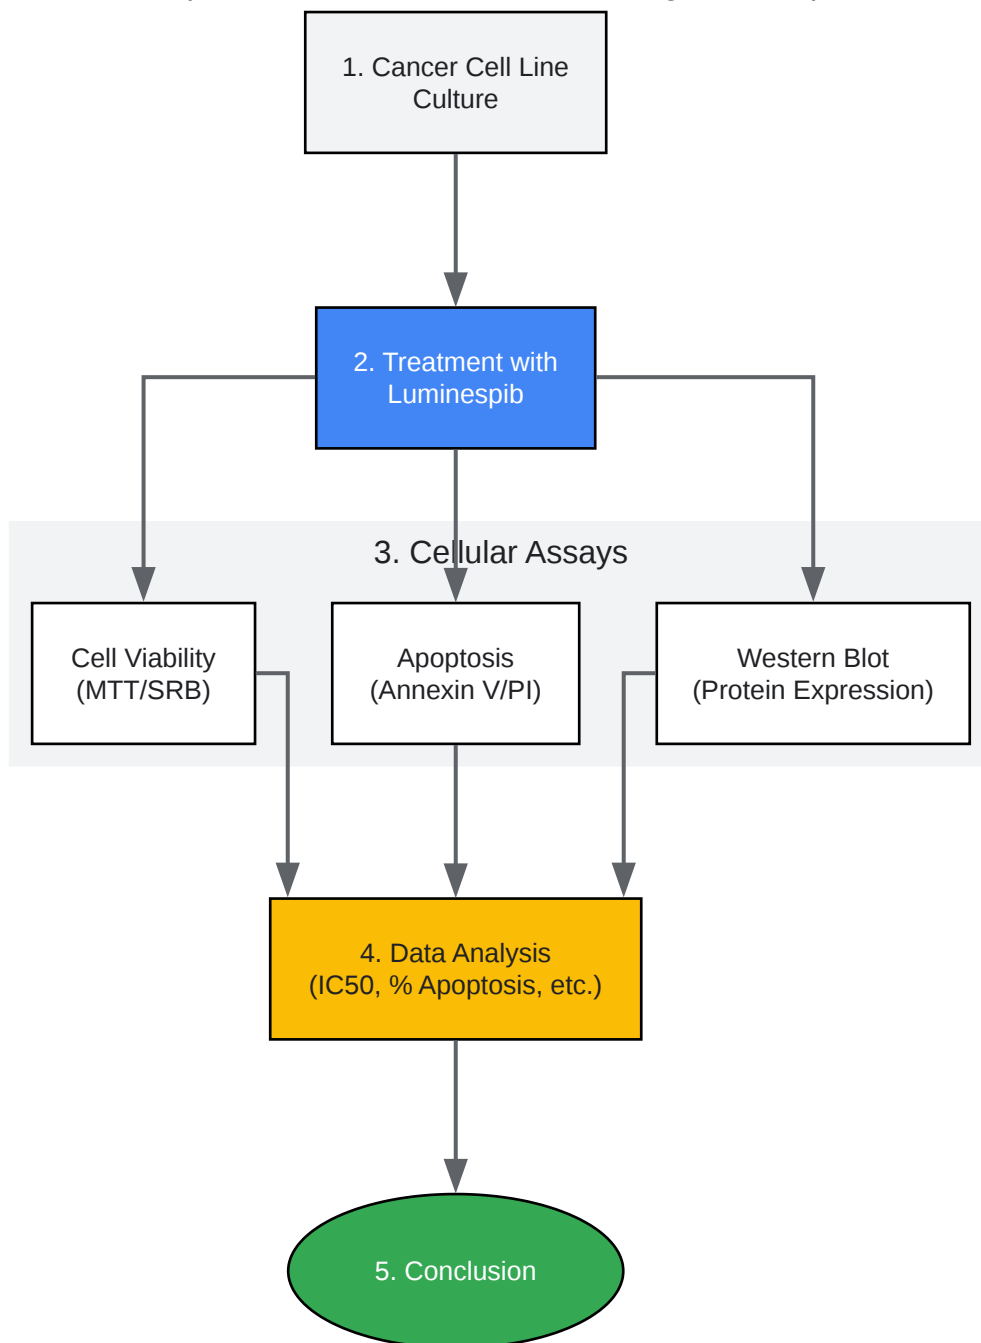 1. Cancer Cell Line
Culture
2. Treatment with
Luminespib
3. Cellular Assays
Cell Viability
(MTT/SRB)
Apoptosis
(Annexin V/PI)
Western Blot
(Protein Expression)
4. Data Analysis
(IC50, % Apoptosis, etc.)
5. Conclusion